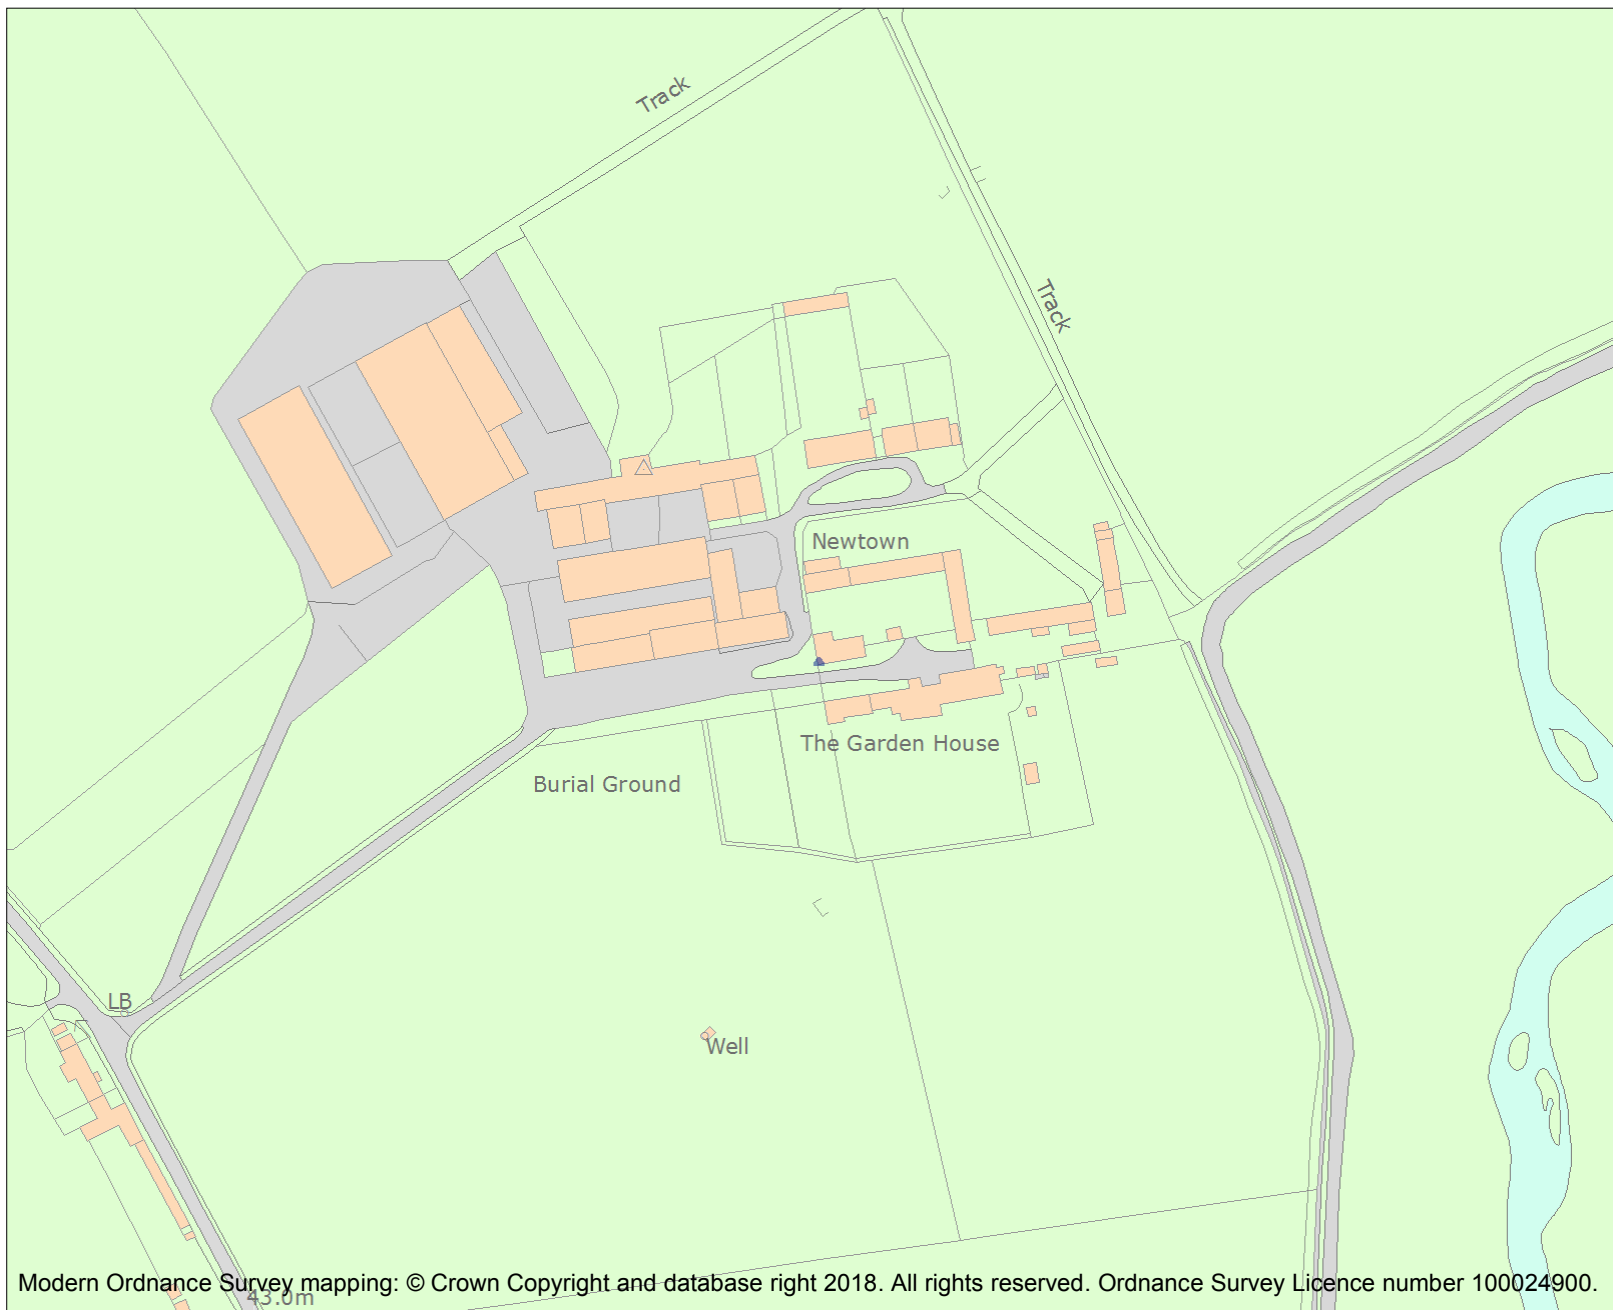 Track
Track
Newtown
The Garden House
Burial Ground
LB
Well
Modern Ordnance Survey mapping: © Crown Copyright and database right 2018. All rights reserved. Ordnance Survey Licence number 100024900.
43.0m